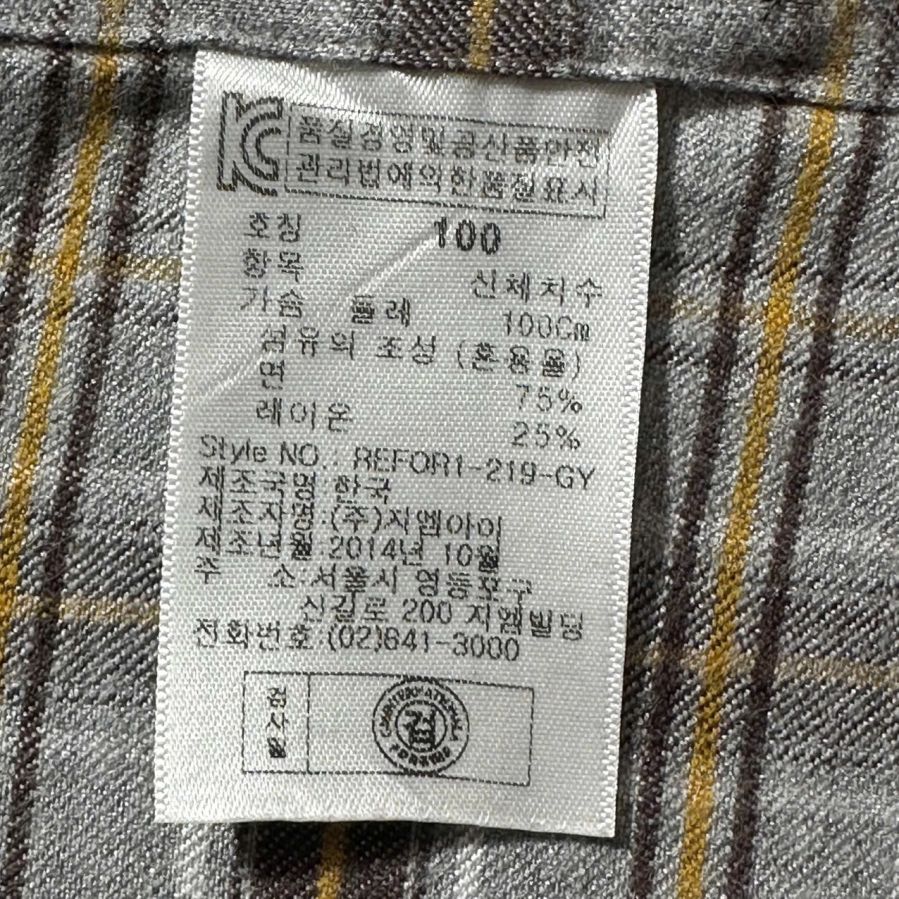 품질경영및공산품안전
관리법에의한품질표시
호칭 100
항목 신체치수
가슴 둘레 100Cm
섬유의 조성 (혼용율)
면 75%
레이온 25%
Style NO.: REFOR1-219-GY
제조국명:한국
제조자명:(주)지엠아이
제조년월:2014년 10월
주 소:서울시 영등포구
신길로 200 지엠빌딩
전화번호:(02)841-3000
검사필
검